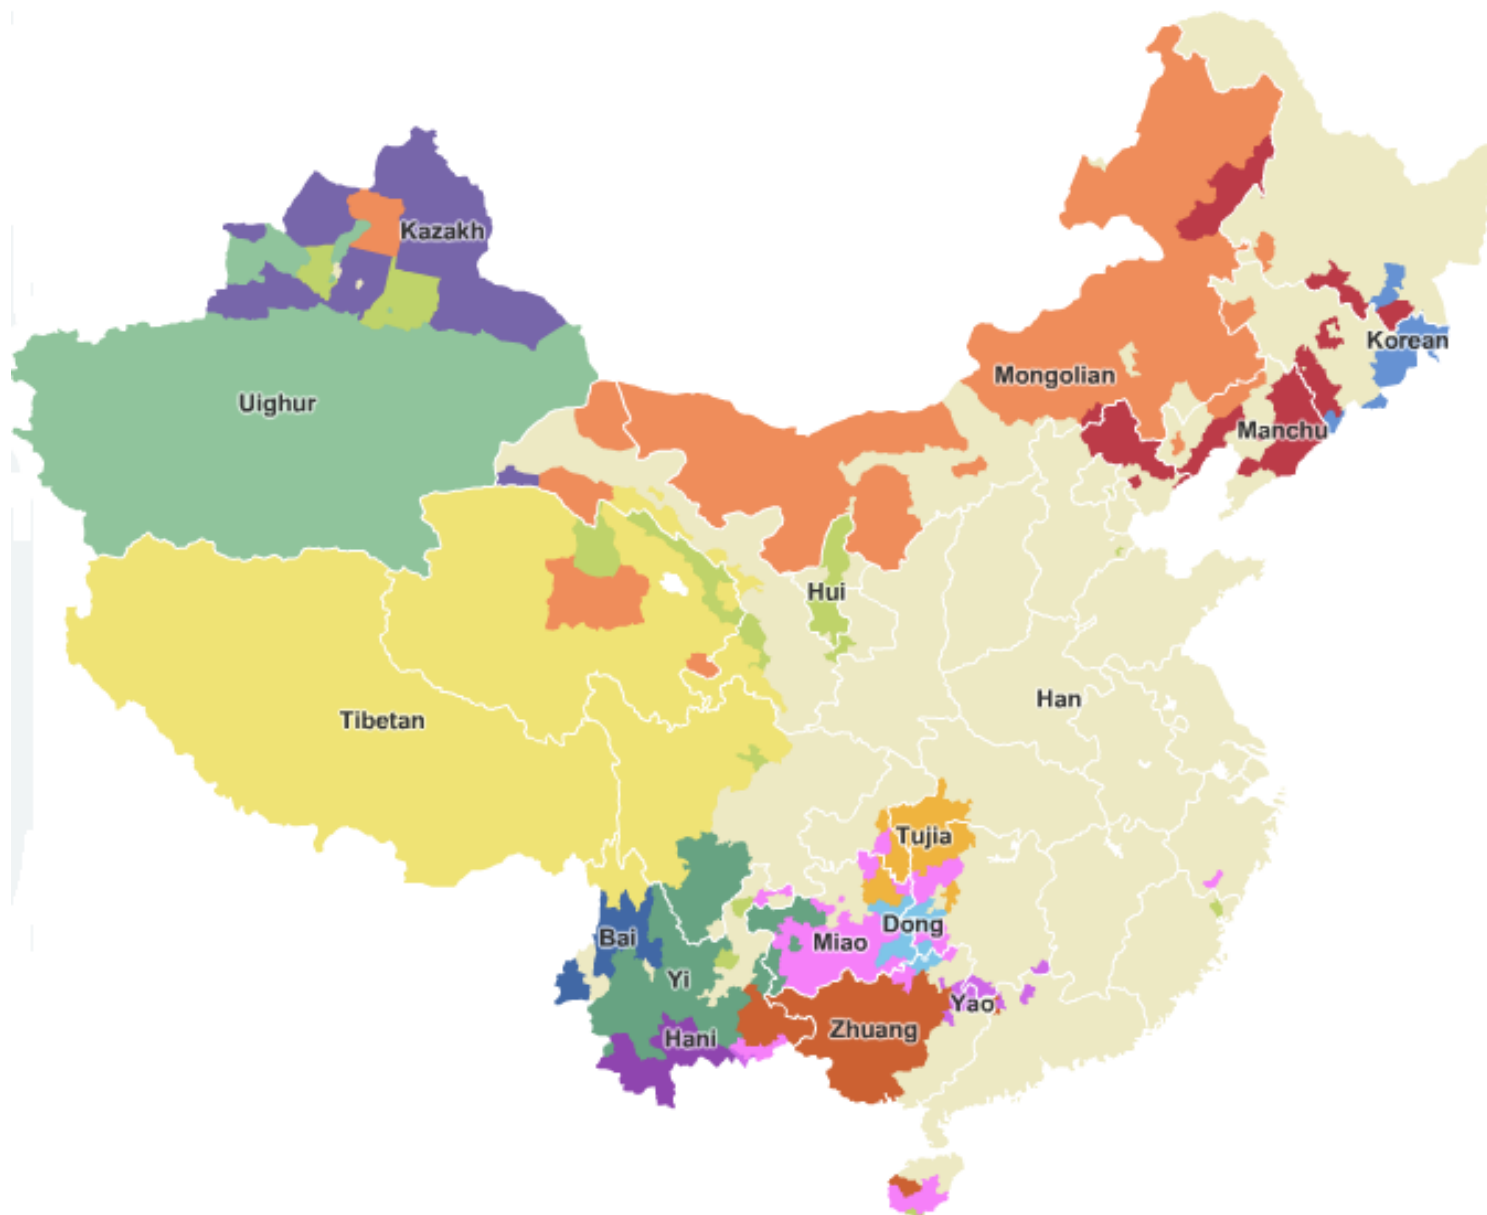 Kazakh
Korean
Mongolian
Uighur
Manchu
Hui
Han
Tibetan
Tujia
Dong
Bai
Miao
Yi
Yao
Zhuang
Hani